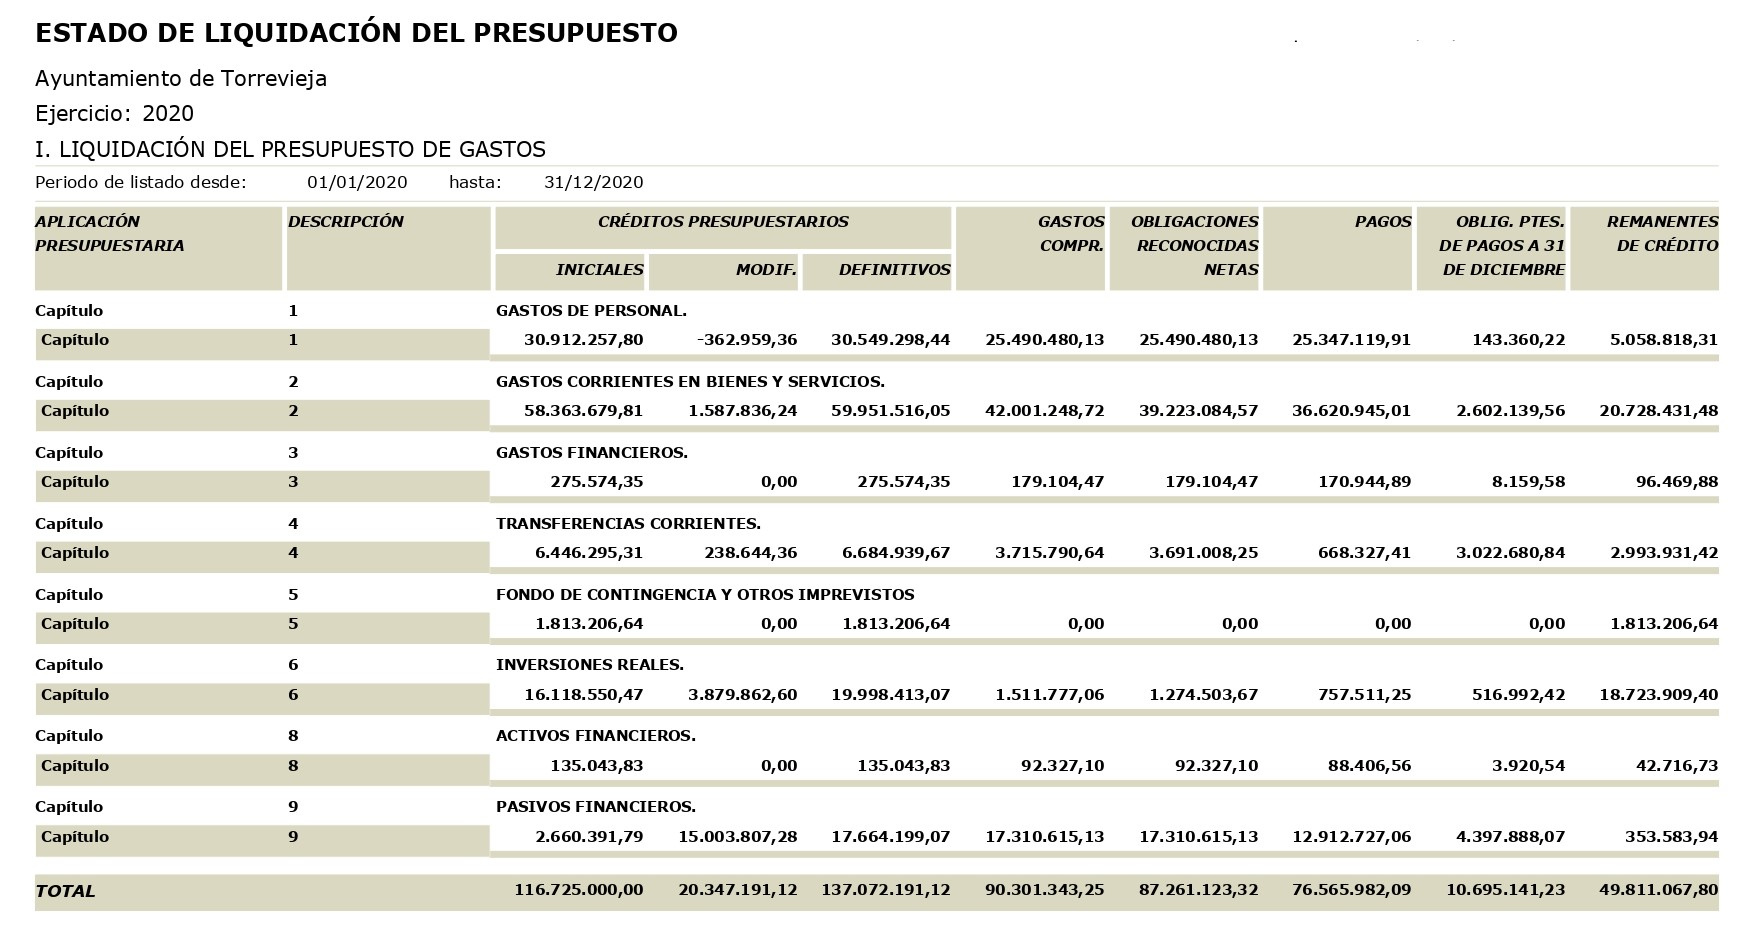 ESTADO DE LIQUIDACIÓN DEL PRESUPUESTO
Ayuntamiento de Torrevieja
Ejercicio: 2020
I. LIQUIDACIÓN DEL PRESUPUESTO DE GASTOS
Periodo de listado desde: 01/01/2020 hasta: 31/12/2020
APLICACIÓN DESCRIPCIÓN CRÉDITOS PRESUPUESTARIOS GASTOS OBLIGACIONES PAGOS OBLIG. PTES. REMANENTES
PRESUPUESTARIA COMPR. RECONOCIDAS DE PAGOS A 31 DE CRÉDITO
INICIALES MODIF. DEFINITIVOS NETAS DE DICIEMBRE
Capítulo 1 GASTOS DE PERSONAL.
Capítulo 1 30.912.257,80 -362.959,36 30.549.298,44 25.490.480,13 25.490.480,13 25.347.119,91 143.360,22 5.058.818,31
Capítulo 2 GASTOS CORRIENTES EN BIENES Y SERVICIOS.
Capítulo 2 58.363.679,81 1.587.836,24 59.951.516,05 42.001.248,72 39.223.084,57 36.620.945,01 2.602.139,56 20.728.431,48
Capítulo 3 GASTOS FINANCIEROS.
Capítulo 3 275.574,35 0,00 275.574,35 179.104,47 179.104,47 170.944,89 8.159,58 96.469,88
Capítulo 4 TRANSFERENCIAS CORRIENTES.
Capítulo 4 6.446.295,31 238.644,36 6.684.939,67 3.715.790,64 3.691.008,25 668.327,41 3.022.680,84 2.993.931,42
Capítulo 5 FONDO DE CONTINGENCIA Y OTROS IMPREVISTOS
Capítulo 5 1.813.206,64 0,00 1.813.206,64 0,00 0,00 0,00 0,00 1.813.206,64
Capítulo 6 INVERSIONES REALES.
Capítulo 6 16.118.550,47 3.879.862,60 19.998.413,07 1.511.777,06 1.274.503,67 757.511,25 516.992,42 18.723.909,40
Capítulo 8 ACTIVOS FINANCIEROS.
Capítulo 8 135.043,83 0,00 135.043,83 92.327,10 92.327,10 88.406,56 3.920,54 42.716,73
Capítulo 9 PASIVOS FINANCIEROS.
Capítulo 9 2.660.391,79 15.003.807,28 17.664.199,07 17.310.615,13 17.310.615,13 12.912.727,06 4.397.888,07 353.583,94
TOTAL 116.725.000,00 20.347.191,12 137.072.191,12 90.301.343,25 87.261.123,32 76.565.982,09 10.695.141,23 49.811.067,80